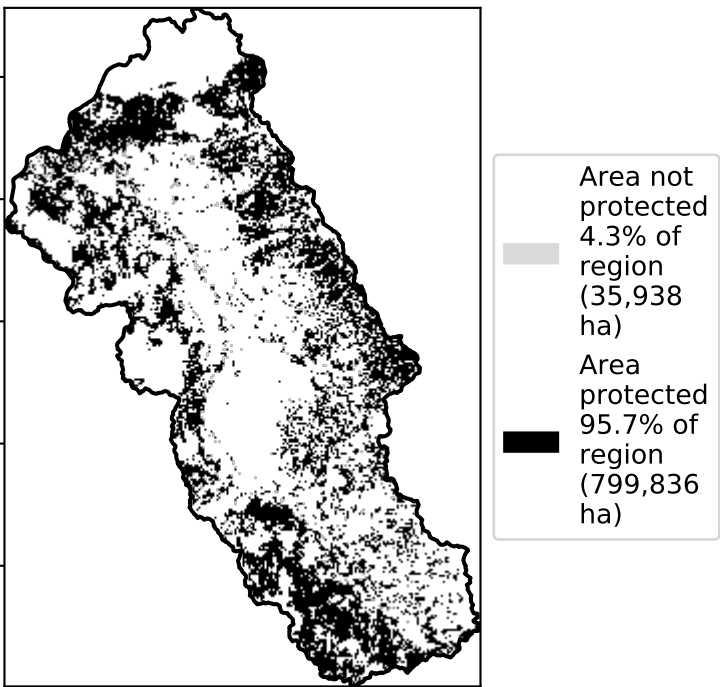 Area not
protected
4.3% of
region
(35,938
ha)
Area
protected
95.7% of
region
(799,836
ha)